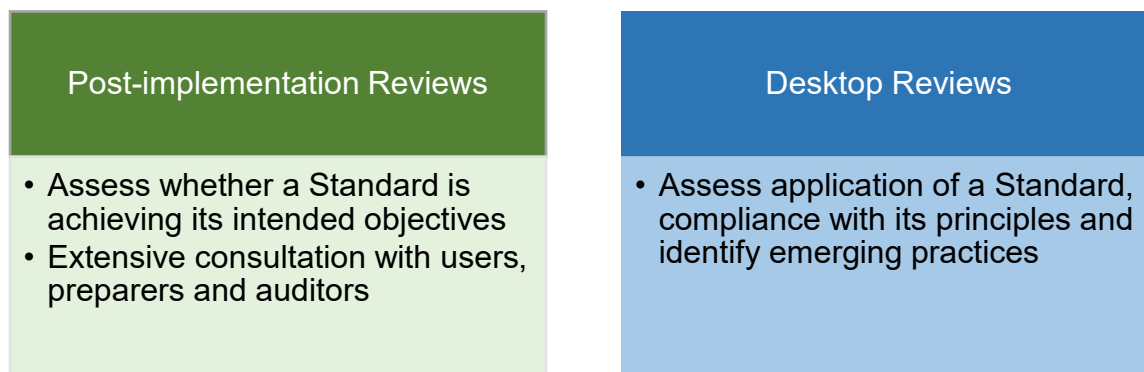 Post-implementation Reviews
• Assess whether a Standard is
achieving its intended objectives
• Extensive consultation with users,
preparers and auditors
Desktop Reviews
• Assess application of a Standard,
compliance with its principles and
identify emerging practices